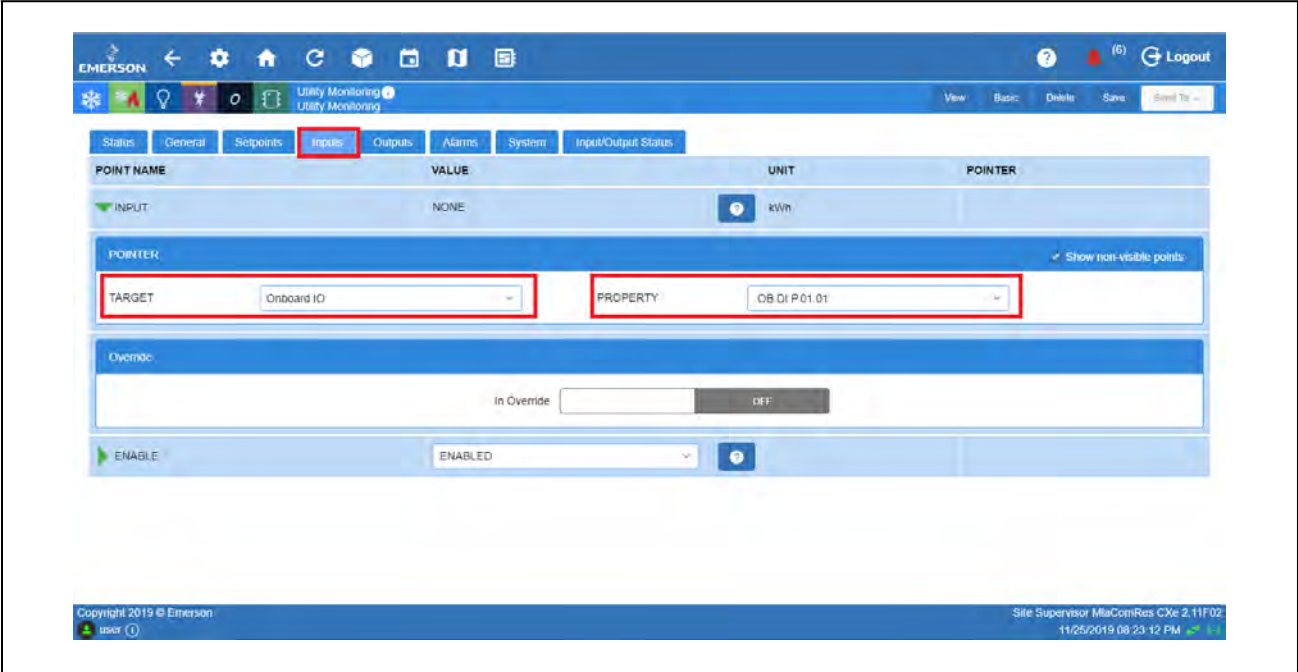 EMERSON (6) Logout
Utility Monitoring
Utility Monitoring
View Basic Delete Save Send To
Status General Setpoints Inputs Outputs Alarms System Input/Output Status
POINT NAME VALUE UNIT POINTER
INPUT NONE ? kWh
POINTER Show non-visible points
TARGET Onboard IO PROPERTY OB DI P 01.01
Override
In Override OFF
ENABLE ENABLED ?
Copyright 2019 © Emerson Site Supervisor MlaComRes CXe 2.11F02
user 11/25/2019 08:23:12 PM